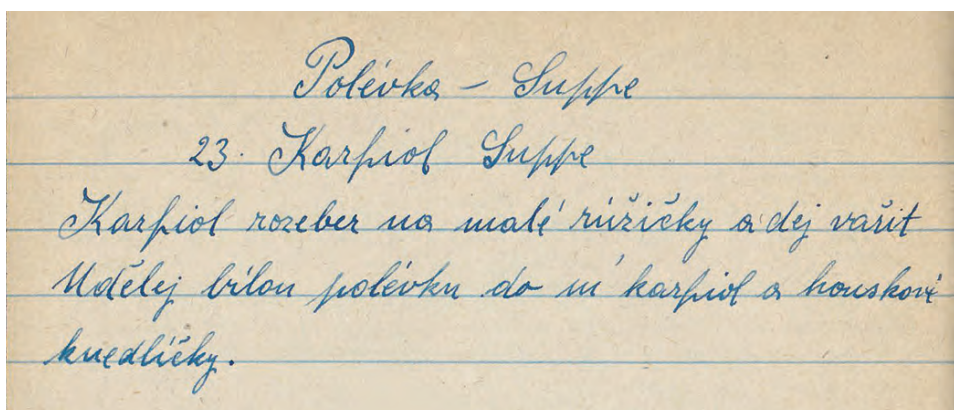 Polévka - Suppe
23. Karfiol Suppe
Karfiol rozeber na malé růžičky a dej vařit
Udělej bílou polévku do ní karfiol a houskové
knedlíčky.